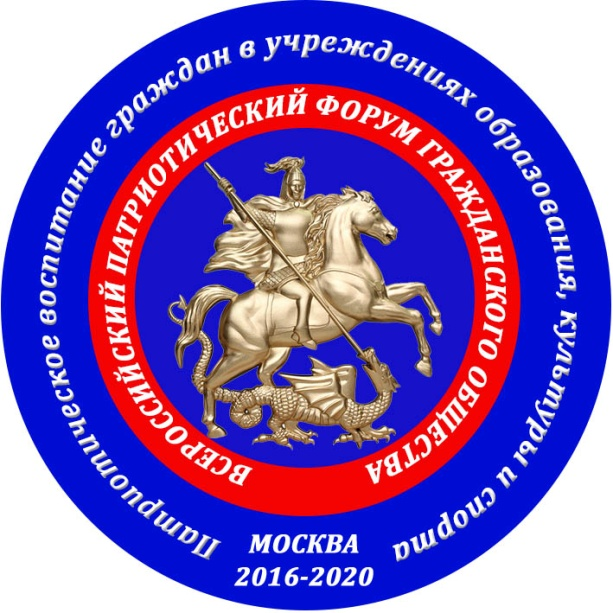 Патриотическое воспитание граждан в учреждениях образования, культуры и спорта
ВСЕРОССИЙСКИЙ ПАТРИОТИЧЕСКИЙ ФОРУМ ГРАЖДАНСКОГО ОБЩЕСТВА
МОСКВА
2016-2020